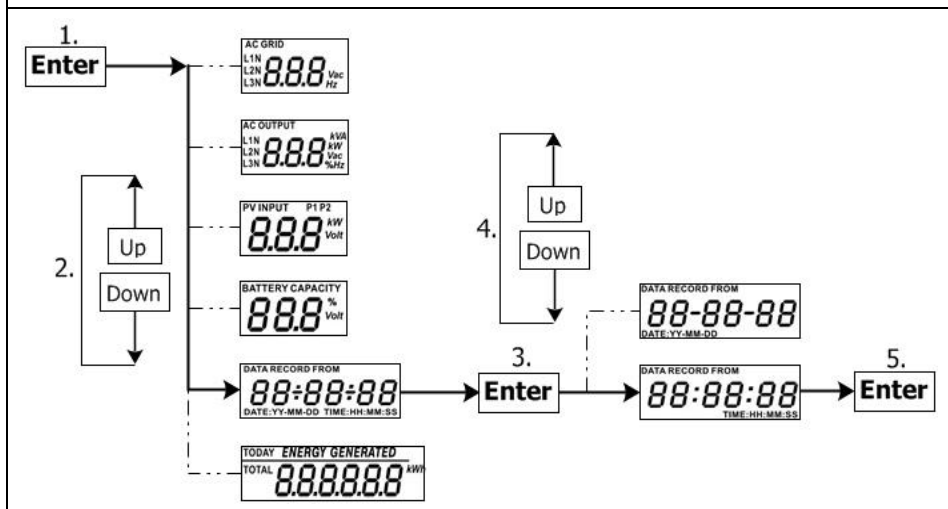 1.
Enter
AC GRID
L1N
L2N
L3N
8.8.8
Vac
Hz
AC OUTPUT
L1N
L2N
L3N
8.8.8
kVA
kW
Vac
%Hz
2.
Up
Down
PV INPUT P1 P2
8.8.8
kW
Volt
BATTERY CAPACITY
88.8
%
Volt
DATA RECORD FROM
88÷88÷88
DATE:YY-MM-DD TIME:HH:MM:SS
TODAY ENERGY GENERATED
TOTAL 8.8.8.8.8.8 kWh
3.
Enter
4.
Up
Down
DATA RECORD FROM
88-88-88
DATE:YY-MM-DD
DATA RECORD FROM
88:88:88
TIME:HH:MM:SS
5.
Enter